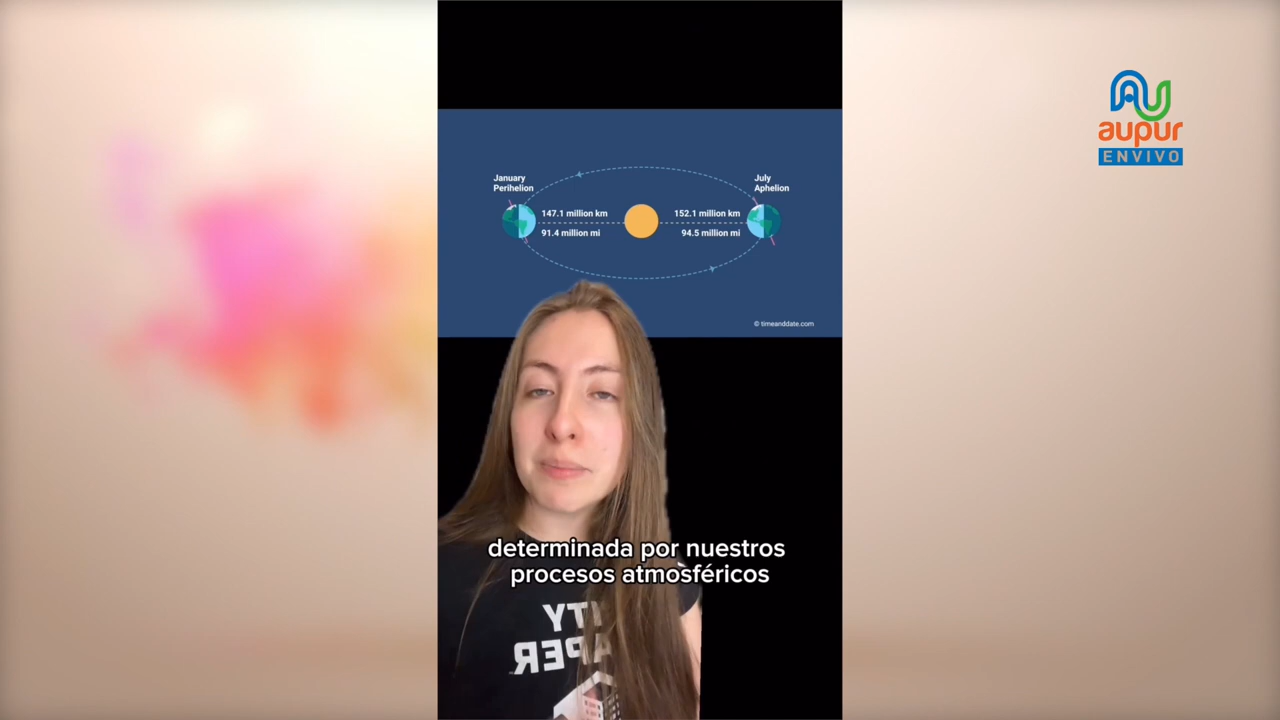 aupur
ENVIVO
January
Perihelion
July
Aphelion
147.1 million km
152.1 million km
91.4 million mi
94.5 million mi
© timeanddate.com
determinada por nuestros
procesos atmosféricos